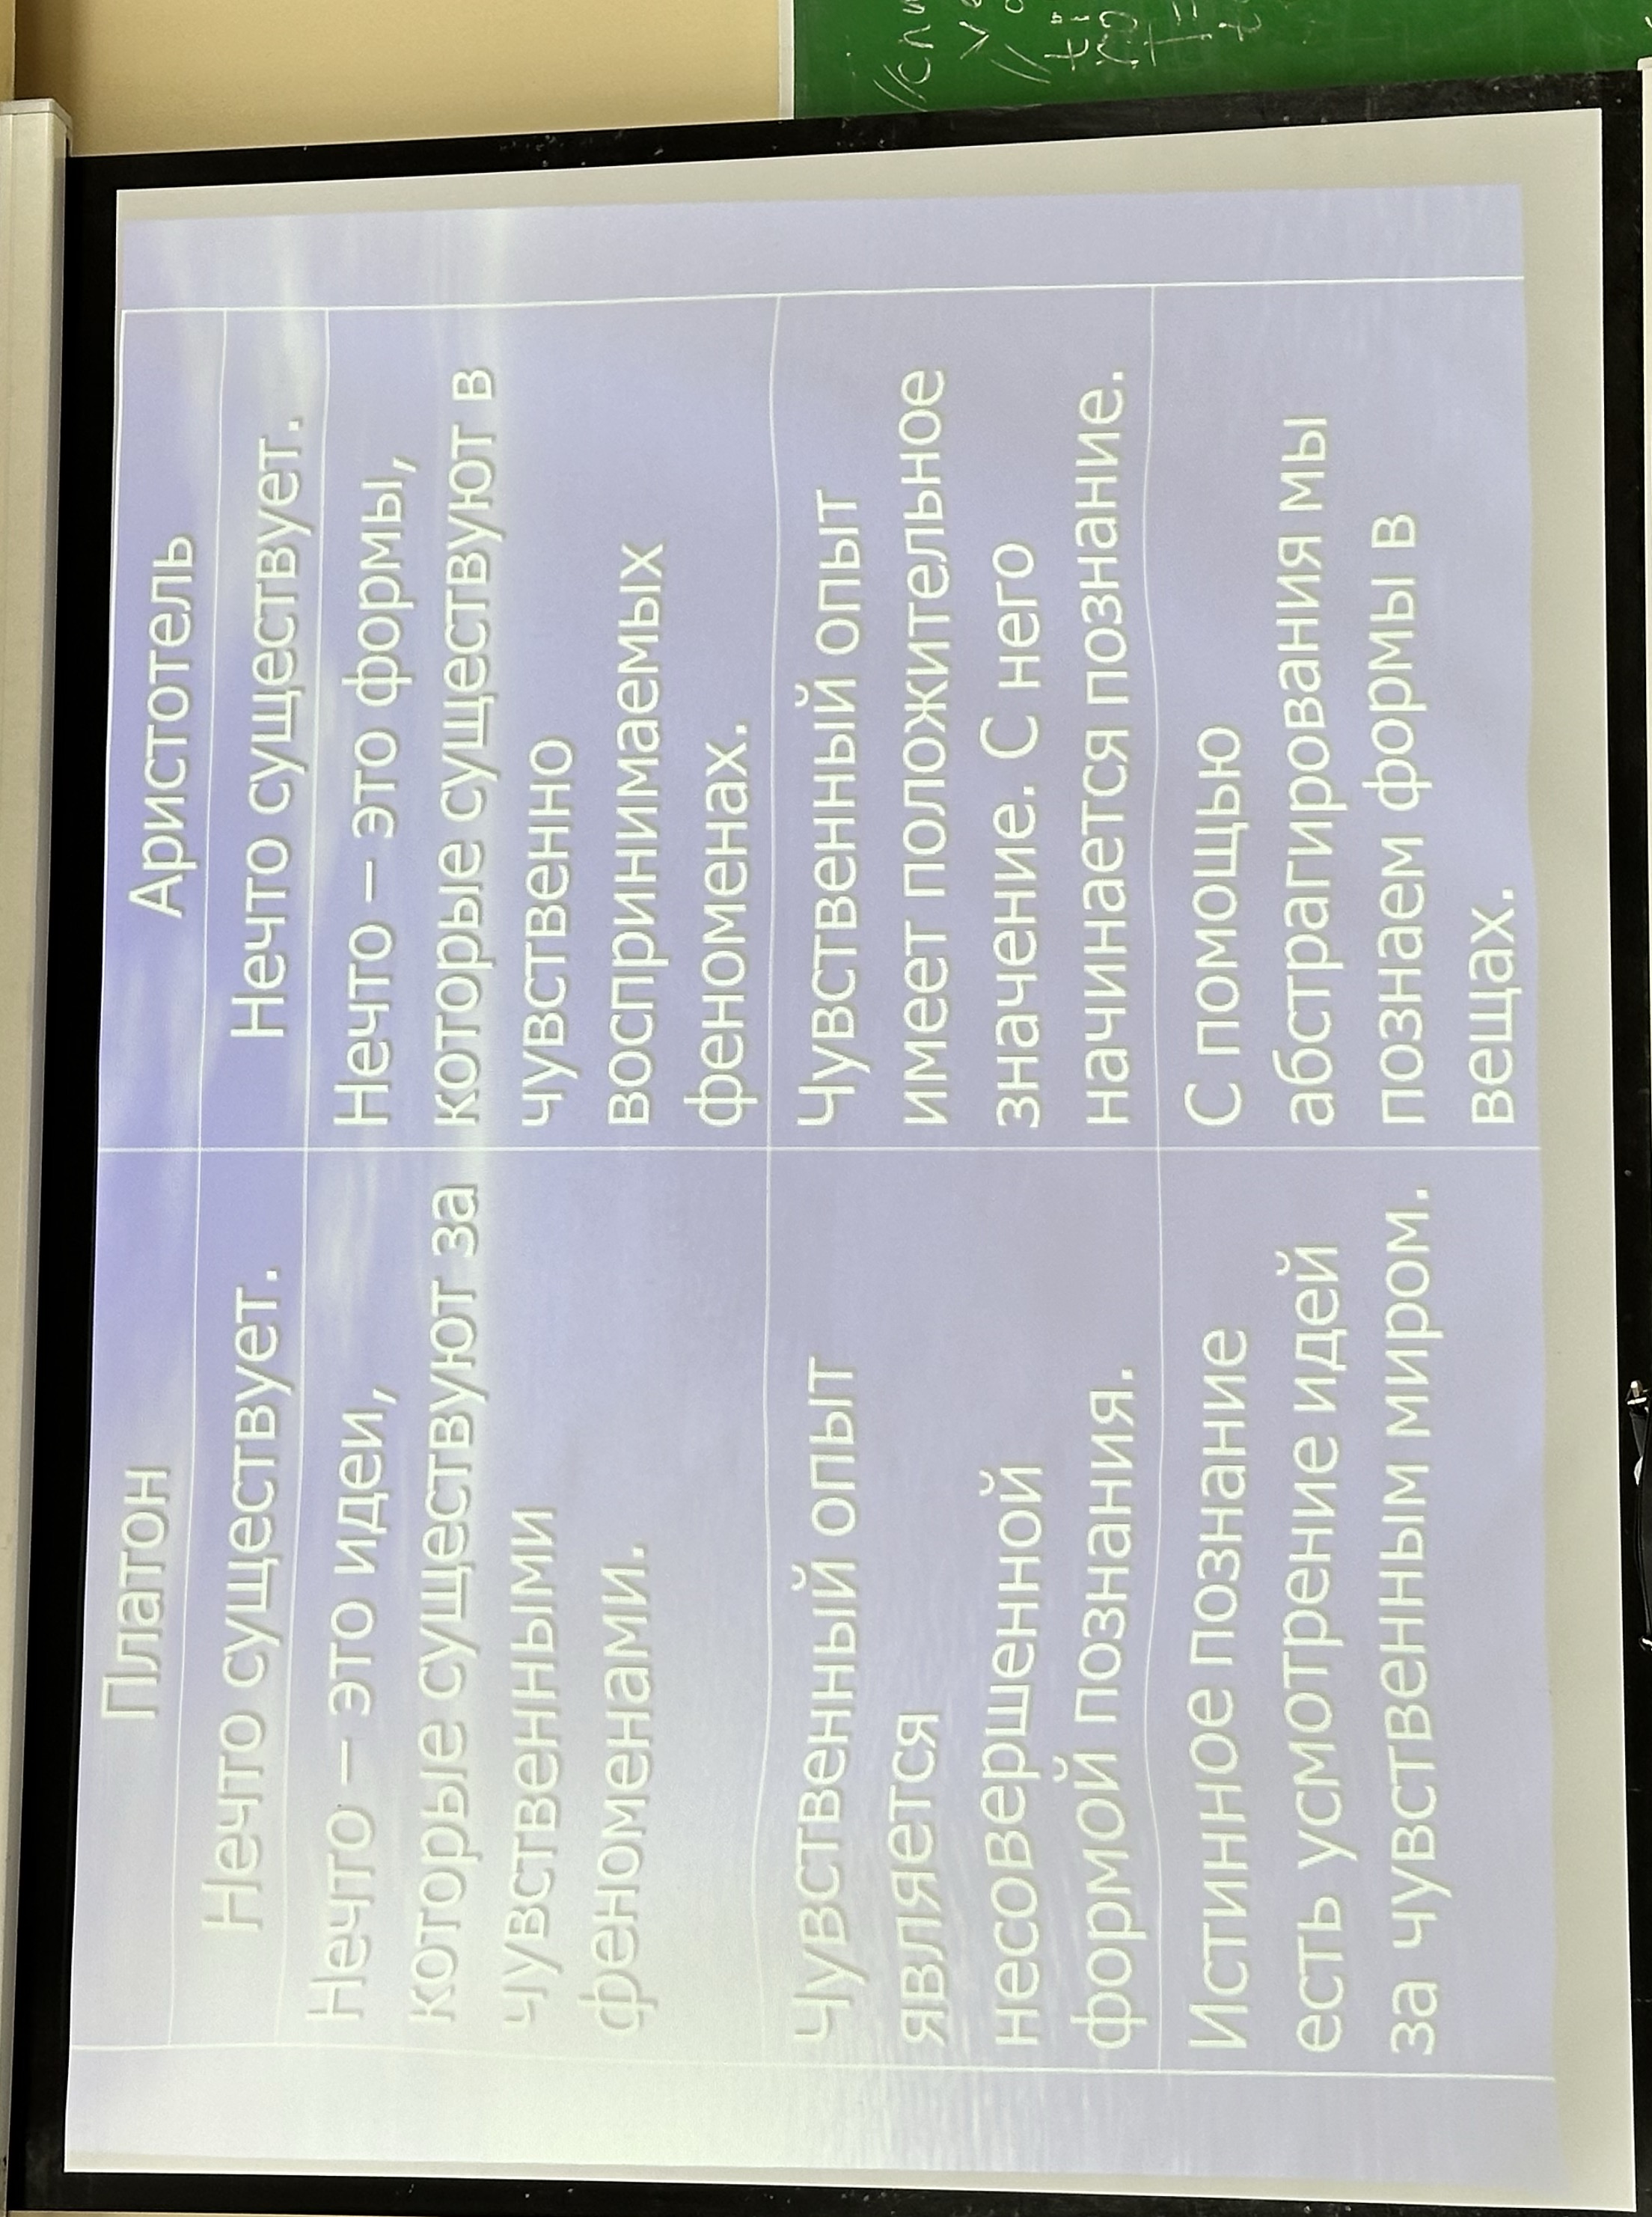 Платон
Аристотель
Нечто существует.
Нечто существует.
Нечто – это идеи,
которые существуют за
чувственными
феноменами.
Нечто – это формы,
которые существуют в
чувственно
воспринимаемых
феноменах.
Чувственный опыт
является
несовершенной
формой познания.
Чувственный опыт
имеет положительное
значение. С него
начинается познание.
Истинное познание
есть усмотрение идей
за чувственным миром.
С помощью
абстрагирования мы
познаем формы в
вещах.